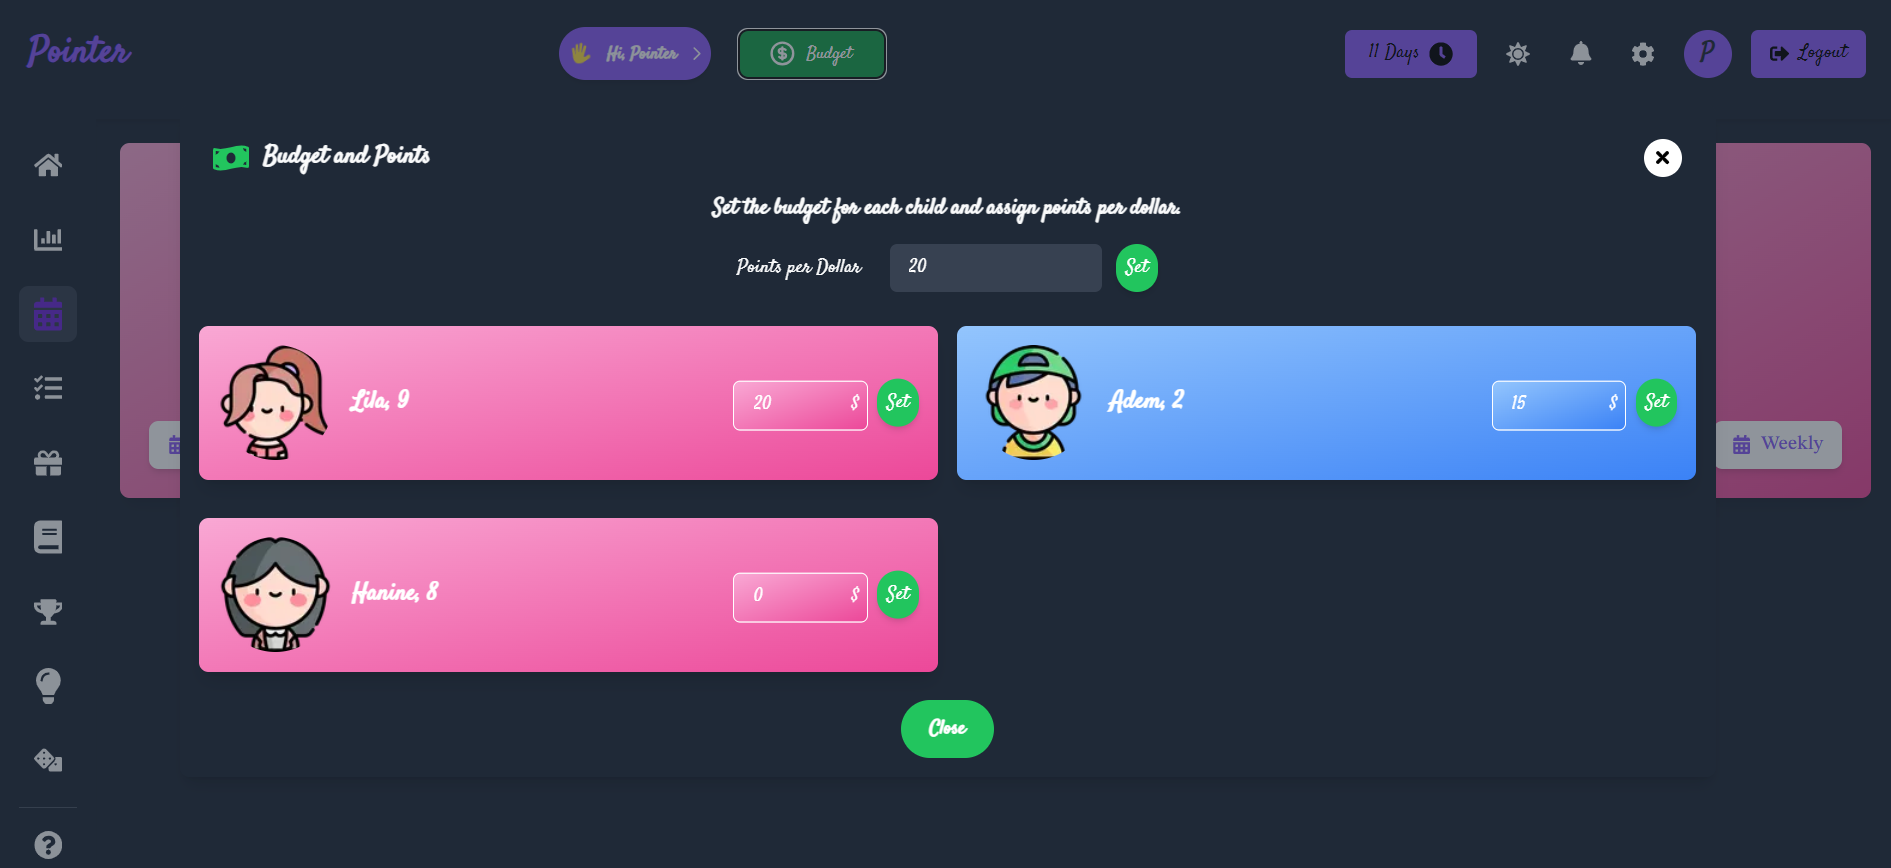 Pointer
Hi, Pointer
Budget
11 Days
P
Logout
Budget and Points
Set the budget for each child and assign points per dollar.
Points per Dollar
20
Set
Lila, 9
20 $
Set
Adem, 2
15 $
Set
Weekly
Hanine, 8
0 $
Set
Close